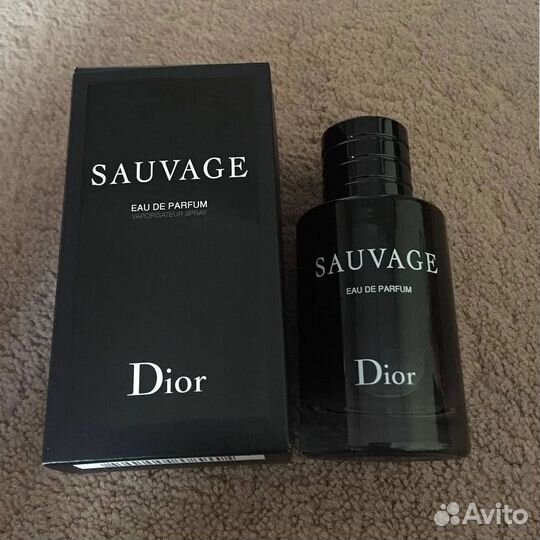 SAUVAGE
EAU DE PARFUM
VAPORISATEUR SPRAY
Dior
SAUVAGE
EAU DE PARFUM
Dior
Avito